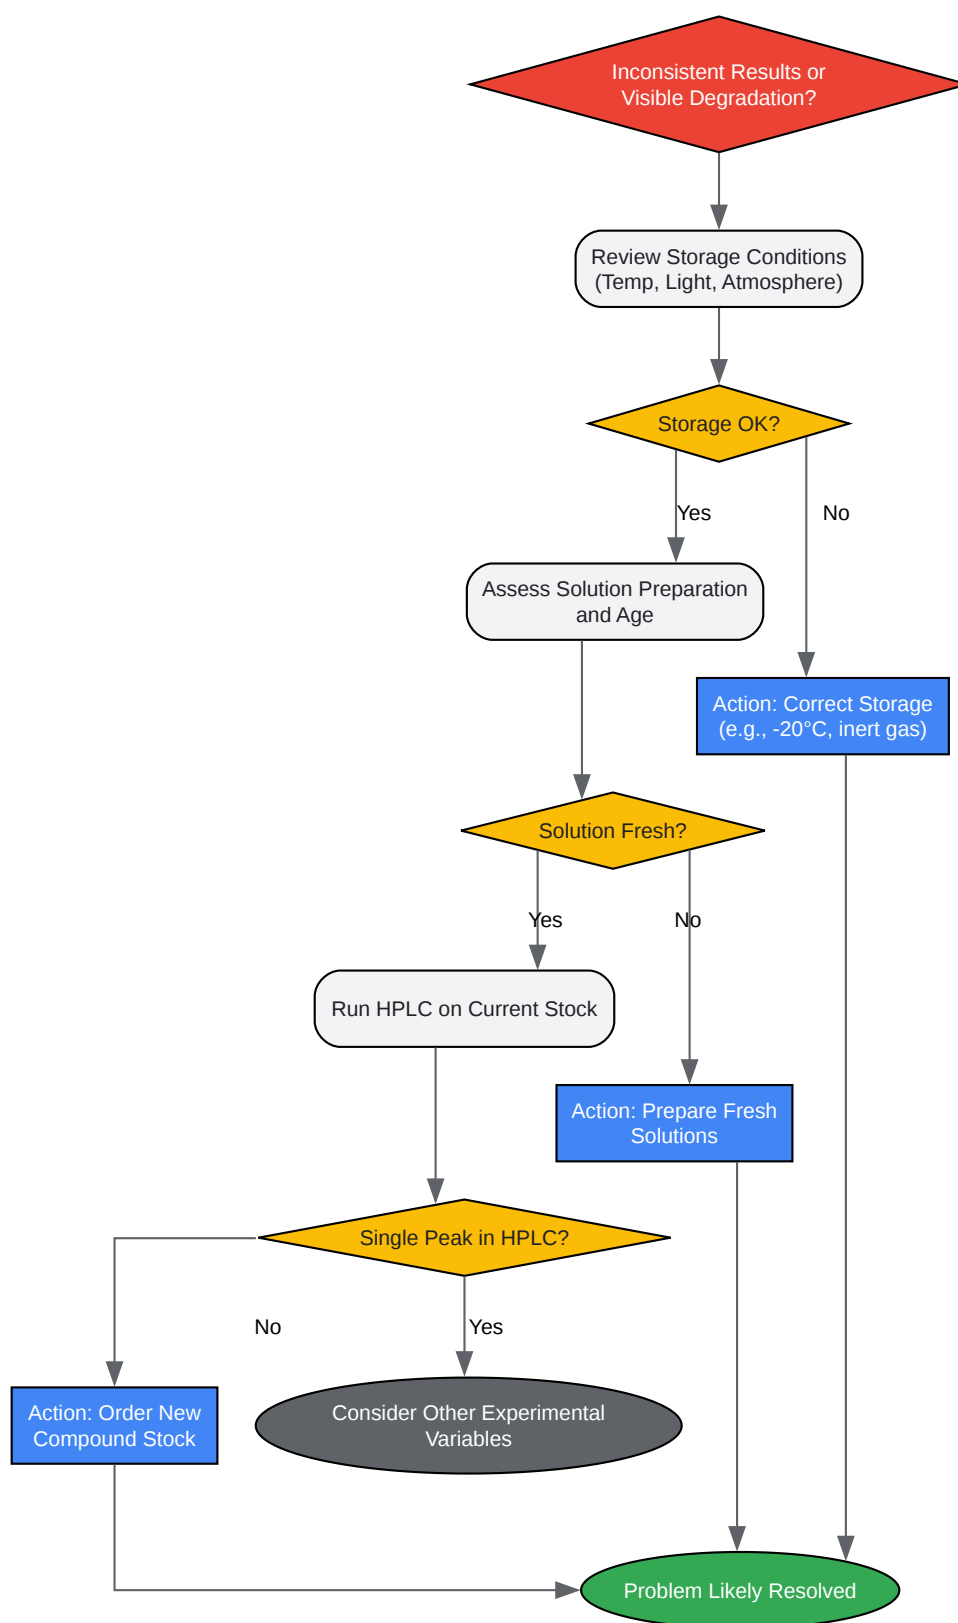 Inconsistent Results or
Visible Degradation?
Review Storage Conditions
(Temp, Light, Atmosphere)
Storage OK?
Yes
No
Assess Solution Preparation
and Age
Action: Correct Storage
(e.g., -20°C, inert gas)
Solution Fresh?
Yes
No
Run HPLC on Current Stock
Action: Prepare Fresh
Solutions
Single Peak in HPLC?
No
Yes
Action: Order New
Compound Stock
Consider Other Experimental
Variables
Problem Likely Resolved